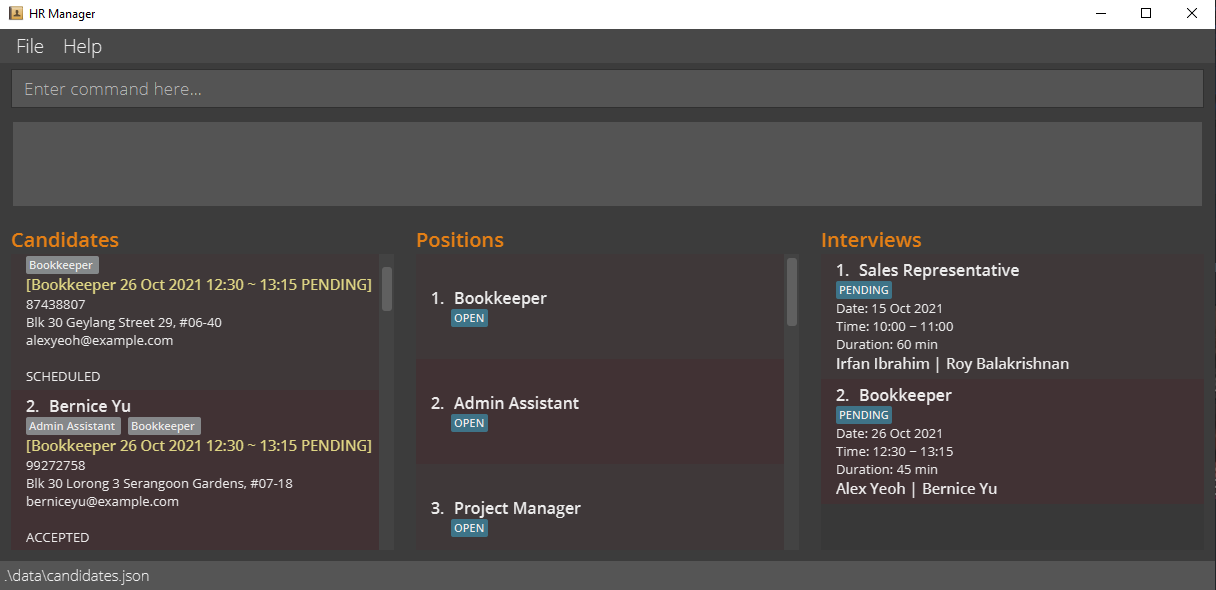 HR Manager
File Help
Enter command here...
Candidates
Bookkeeper
[Bookkeeper 26 Oct 2021 12:30 ~ 13:15 PENDING]
87438807
Blk 30 Geylang Street 29, #06-40
alexyeoh@example.com
SCHEDULED
2. Bernice Yu
Admin Assistant Bookkeeper
[Bookkeeper 26 Oct 2021 12:30 ~ 13:15 PENDING]
99272758
Blk 30 Lorong 3 Serangoon Gardens, #07-18
berniceyu@example.com
ACCEPTED
Positions
1. Bookkeeper
OPEN
2. Admin Assistant
OPEN
3. Project Manager
OPEN
Interviews
1. Sales Representative
PENDING
Date: 15 Oct 2021
Time: 10:00 ~ 11:00
Duration: 60 min
Irfan Ibrahim | Roy Balakrishnan
2. Bookkeeper
PENDING
Date: 26 Oct 2021
Time: 12:30 ~ 13:15
Duration: 45 min
Alex Yeoh | Bernice Yu
.\data\candidates.json